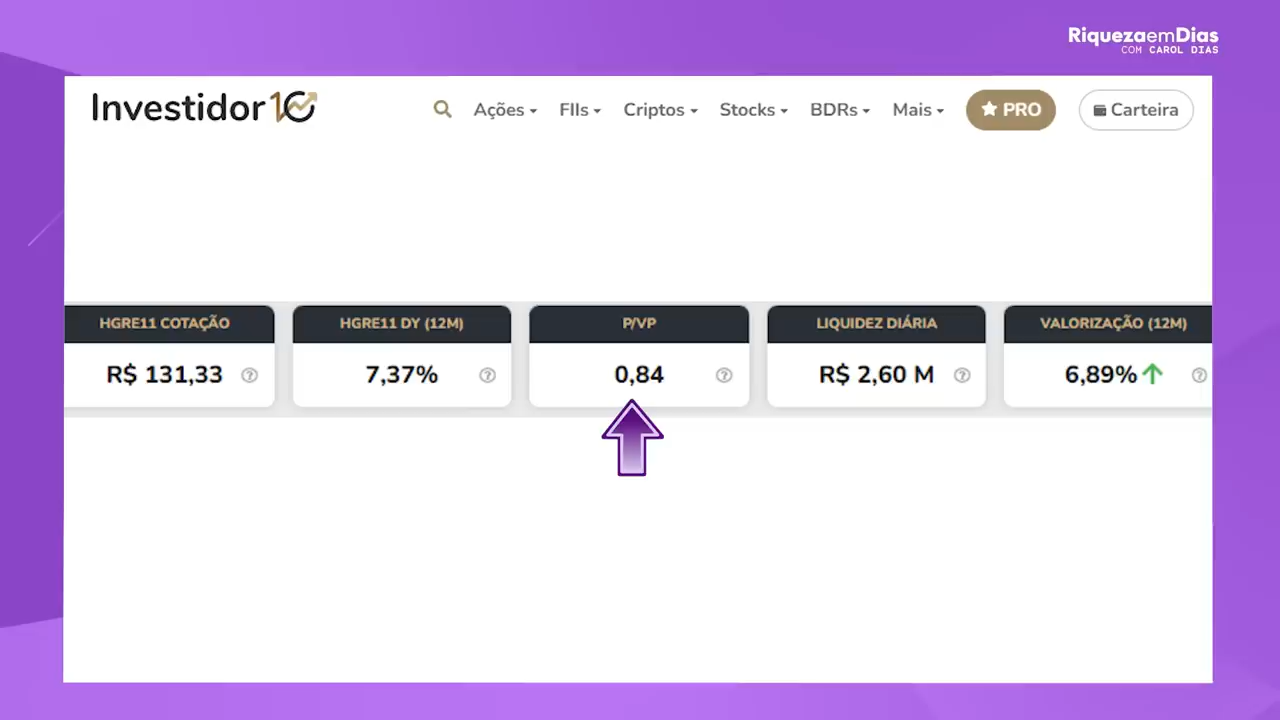 RiquezaemDias
COM CAROL DIAS
Investidor10 Ações FIIs Criptos Stocks BDRs Mais PRO Carteira
HGRE11 COTAÇÃO HGRE11 DY (12M) P/VP LIQUIDEZ DIÁRIA VALORIZAÇÃO (12M)
R$ 131,33 ? 7,37% ? 0,84 ? R$ 2,60 M ? 6,89% ?